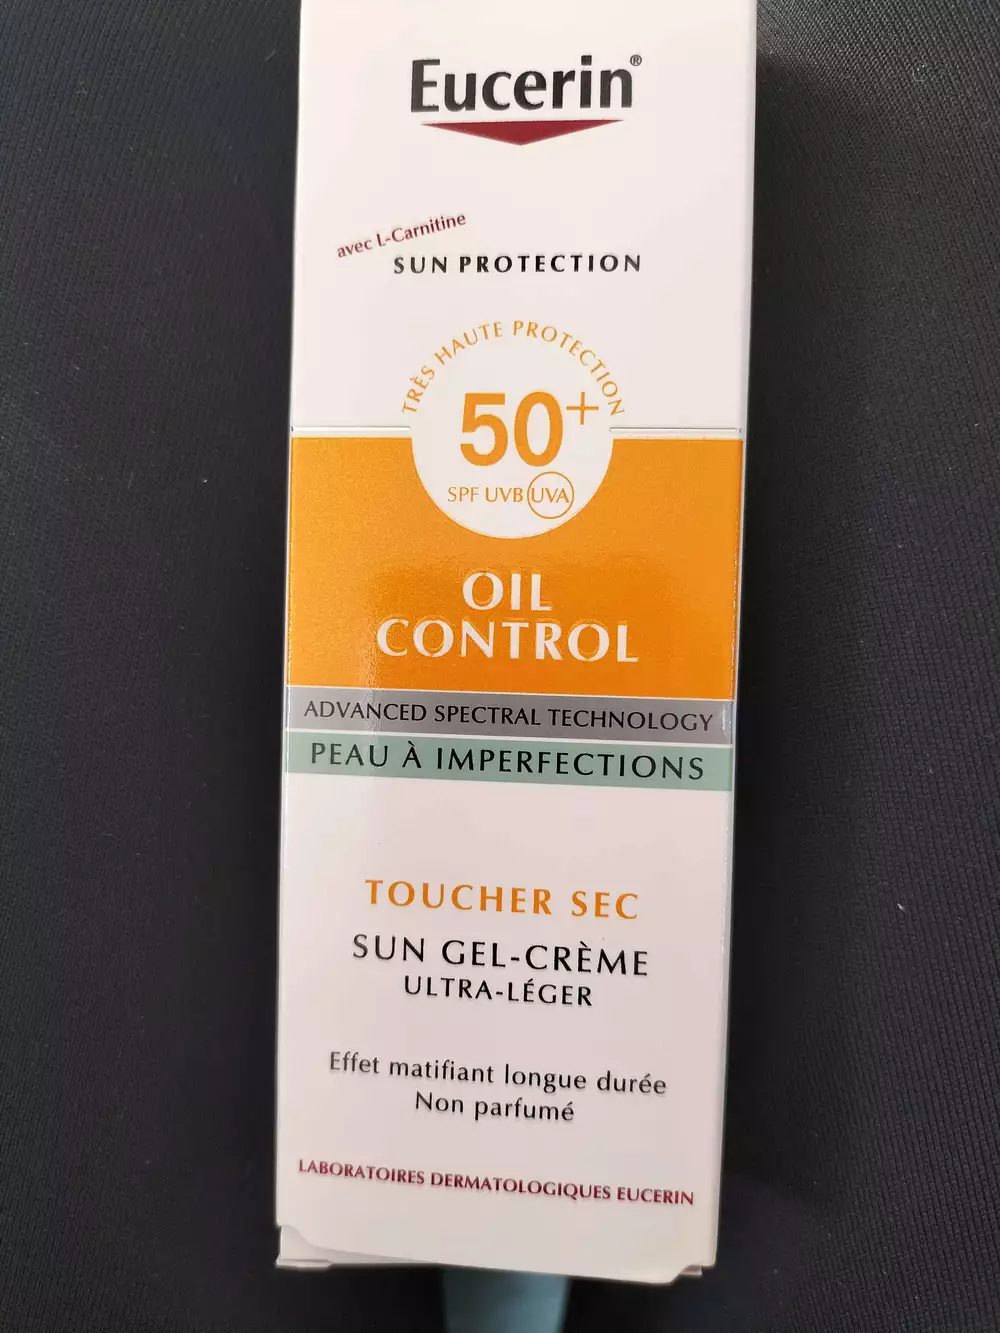 Eucerin®
avec L-Carnitine
SUN PROTECTION
TRÈS HAUTE PROTECTION
50+
SPF UVB UVA
OIL
CONTROL
ADVANCED SPECTRAL TECHNOLOGY
PEAU À IMPERFECTIONS
TOUCHER SEC
SUN GEL-CRÈME
ULTRA-LÉGER
Effet matifiant longue durée
Non parfumé
LABORATOIRES DERMATOLOGIQUES EUCERIN